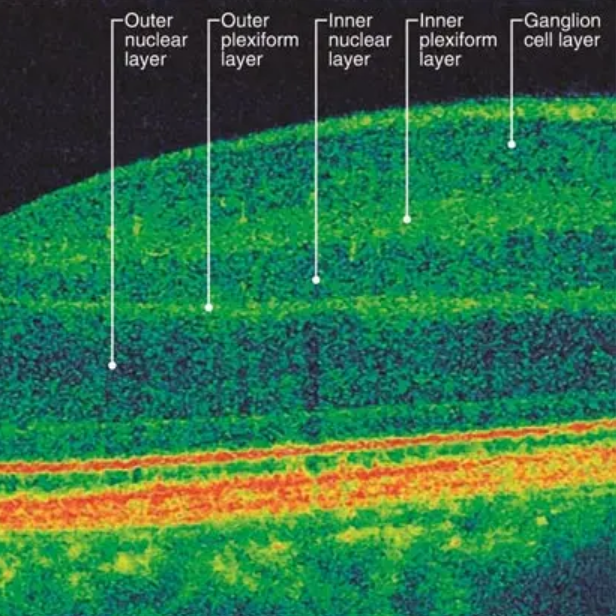 Outer
nuclear
layer
Outer
plexiform
layer
Inner
nuclear
layer
Inner
plexiform
layer
Ganglion
cell layer